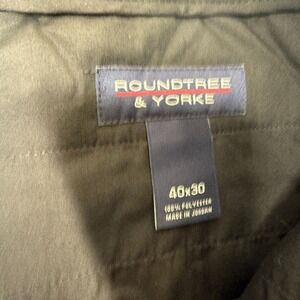 ROUNDTREE
& YORKE
40x30
100% POLYESTER
MADE IN JORDAN